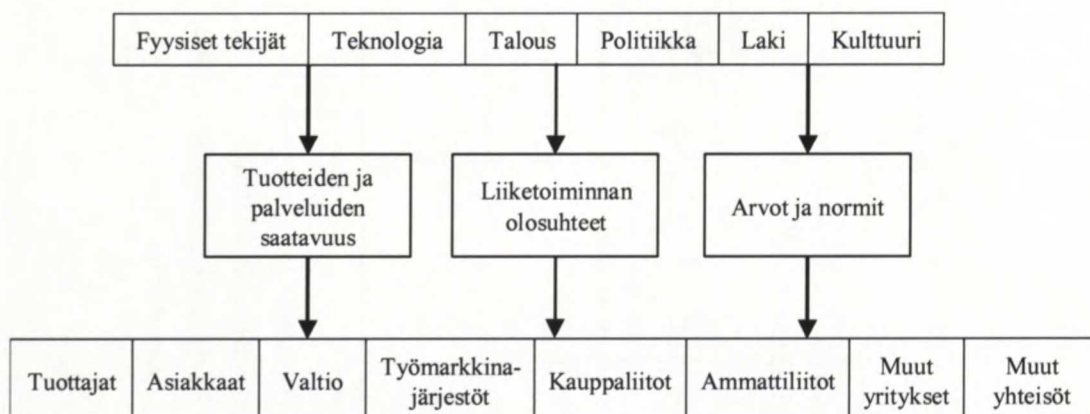 Fyysiset tekijät Teknologia Talous Politiikka Laki Kulttuuri
Tuotteiden ja
palveluiden
saatavuus
Liiketoiminnan
olosuhteet
Arvot ja normit
Tuottajat
Asiakkaat
Valtio
Työmarkkina-
järjestöt
Kauppaliitot
Ammattiliitot
Muut
yritykset
Muut
yhteisöt